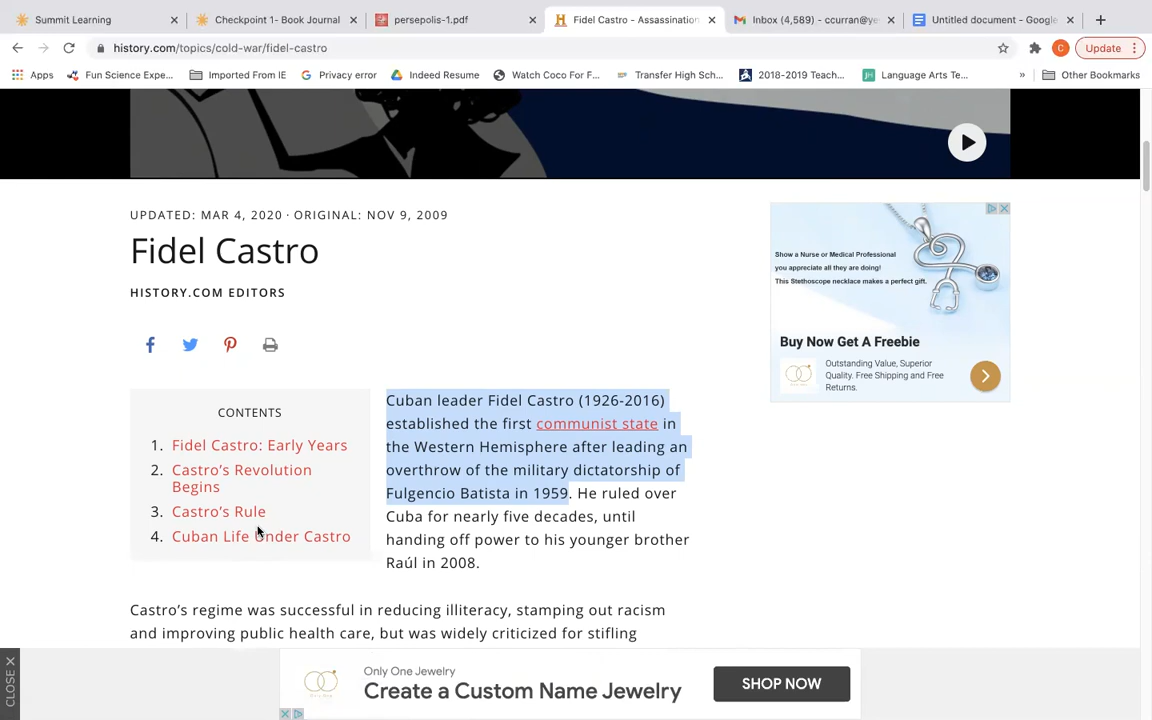 Summit Learning
Checkpoint 1- Book Journal
persepolis-1.pdf
Fidel Castro - Assassination
Inbox (4,589) - ccurran@ye
Untitled document - Google
history.com/topics/cold-war/fidel-castro
C
Update
Apps
Fun Science Expe...
Imported From IE
Privacy error
Indeed Resume
Watch Coco For F...
Transfer High Sch...
2018-2019 Teach...
Language Arts Te...
»
Other Bookmarks
UPDATED: MAR 4, 2020 · ORIGINAL: NOV 9, 2009
Fidel Castro
HISTORY.COM EDITORS
CONTENTS
1. Fidel Castro: Early Years
2. Castro's Revolution
Begins
3. Castro's Rule
4. Cuban Life Under Castro
Cuban leader Fidel Castro (1926-2016)
established the first communist state in
the Western Hemisphere after leading an
overthrow of the military dictatorship of
Fulgencio Batista in 1959. He ruled over
Cuba for nearly five decades, until
handing off power to his younger brother
Raúl in 2008.
Castro's regime was successful in reducing illiteracy, stamping out racism
and improving public health care, but was widely criticized for stifling
Show a Nurse or Medical Professional
you appreciate all they are doing!
This Stethoscope necklace makes a perfect gift.
Buy Now Get A Freebie
Outstanding Value, Superior
Quality. Free Shipping and Free
Returns.
CLOSE
Only One Jewelry
Create a Custom Name Jewelry
SHOP NOW